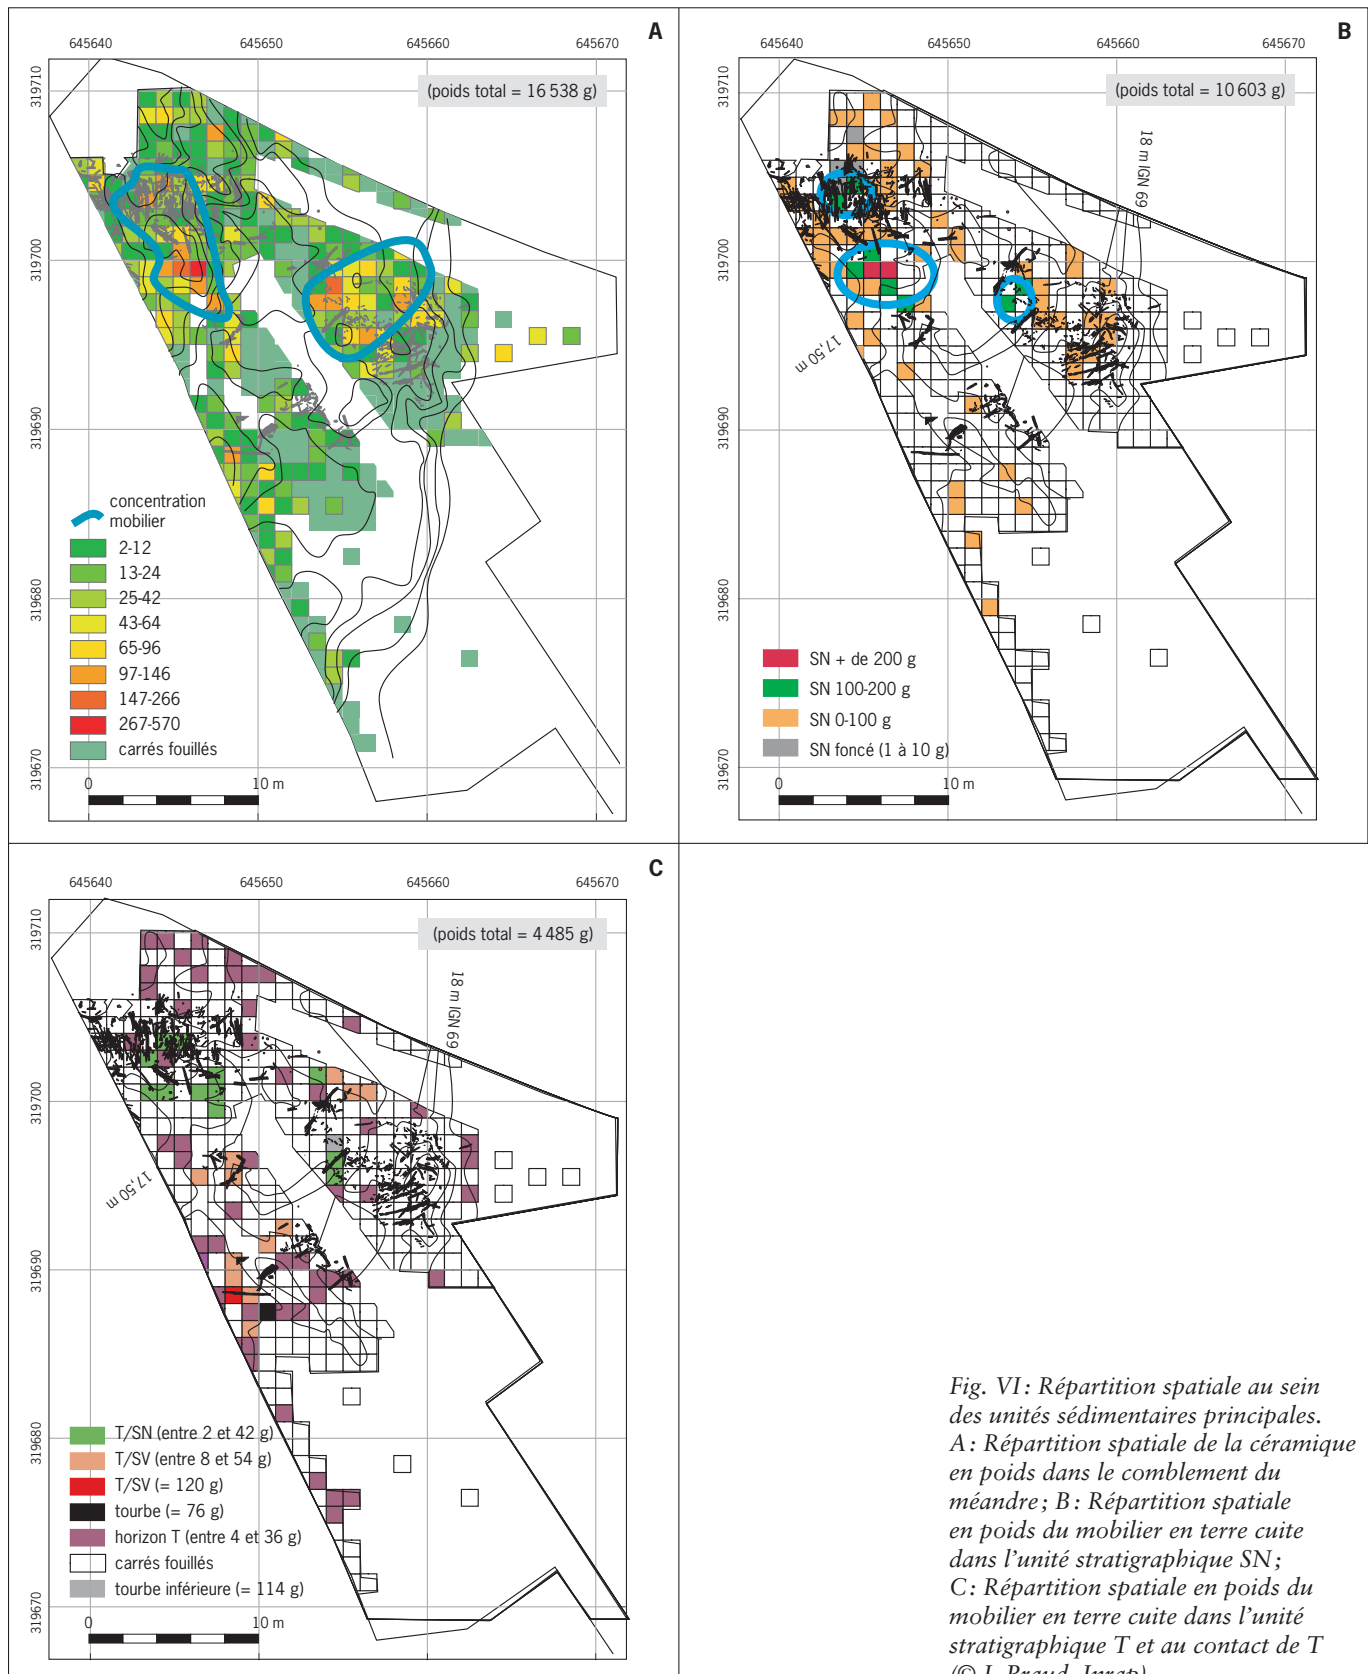 A
645640 645650 645660 645670
319710
319700
319690
319680
319670
(poids total = 16 538 g)
concentration
mobilier
2-12
13-24
25-42
43-64
65-96
97-146
147-266
267-570
carrés fouillés
0 10 m
B
645640 645650 645660 645670
319710
319700
319690
319680
319670
(poids total = 10 603 g)
18 m IGN 69
17,50 m
SN + de 200 g
SN 100-200 g
SN 0-100 g
SN foncé (1 à 10 g)
0 10 m
C
645640 645650 645660 645670
319710
319700
319690
319680
319670
(poids total = 4 485 g)
18 m IGN 69
17,50 m
T/SN (entre 2 et 42 g)
T/SV (entre 8 et 54 g)
T/SV (= 120 g)
tourbe (= 76 g)
horizon T (entre 4 et 36 g)
carrés fouillés
tourbe inférieure (= 114 g)
0 10 m
Fig. VI : Répartition spatiale au sein
des unités sédimentaires principales.
A : Répartition spatiale de la céramique
en poids dans le comblement du
méandre ; B : Répartition spatiale
en poids du mobilier en terre cuite
dans l'unité stratigraphique SN ;
C : Répartition spatiale en poids du
mobilier en terre cuite dans l'unité
stratigraphique T et au contact de T
(© I. Praud, Inrap)